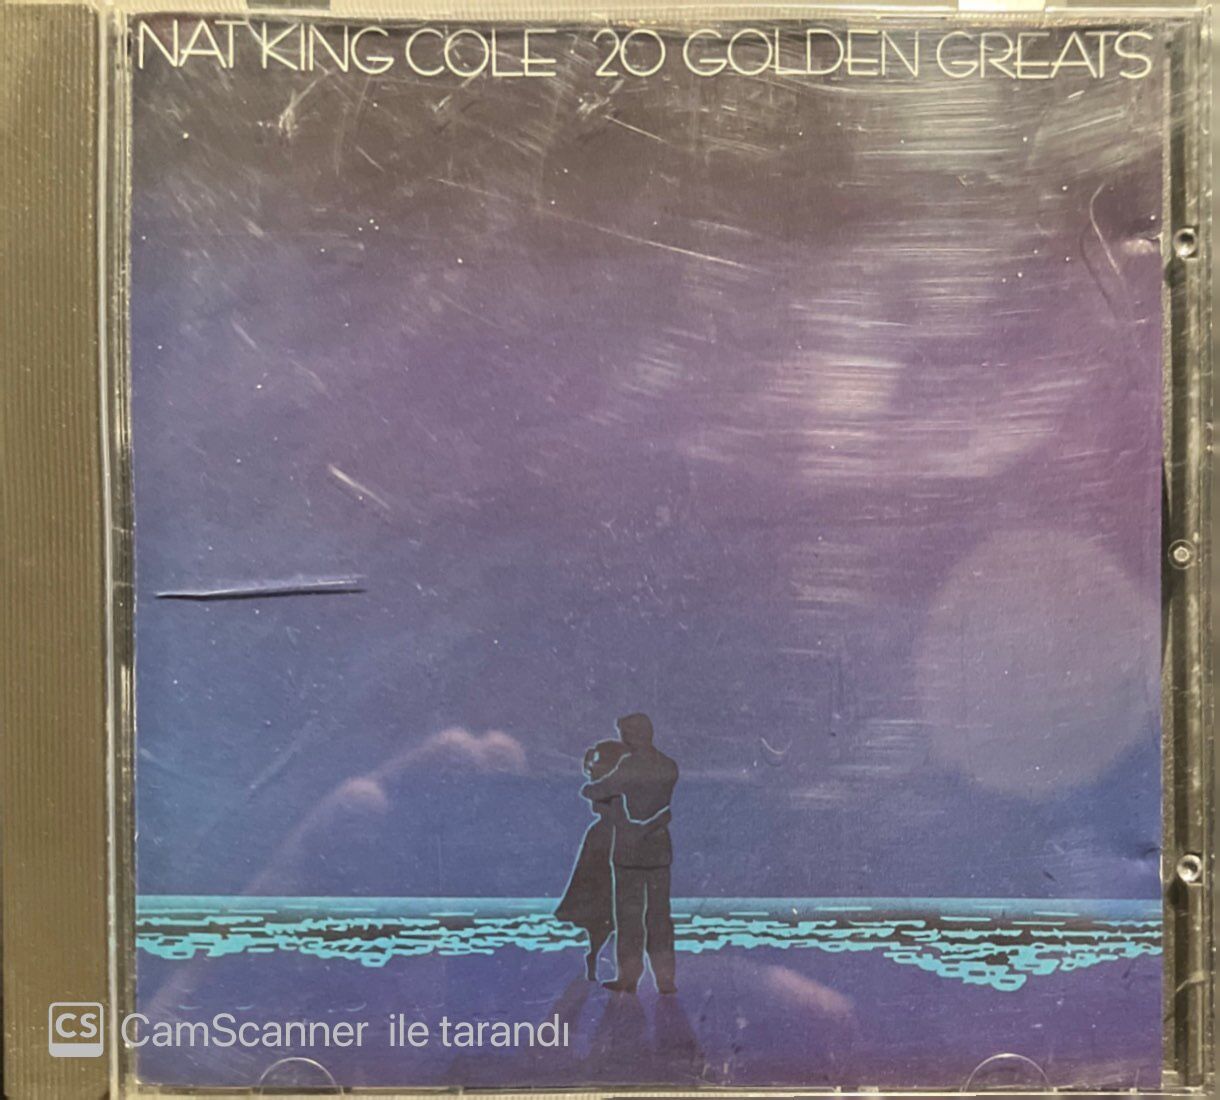 NAT KING COLE 20 GOLDEN GREATS
CS CamScanner ile tarandı